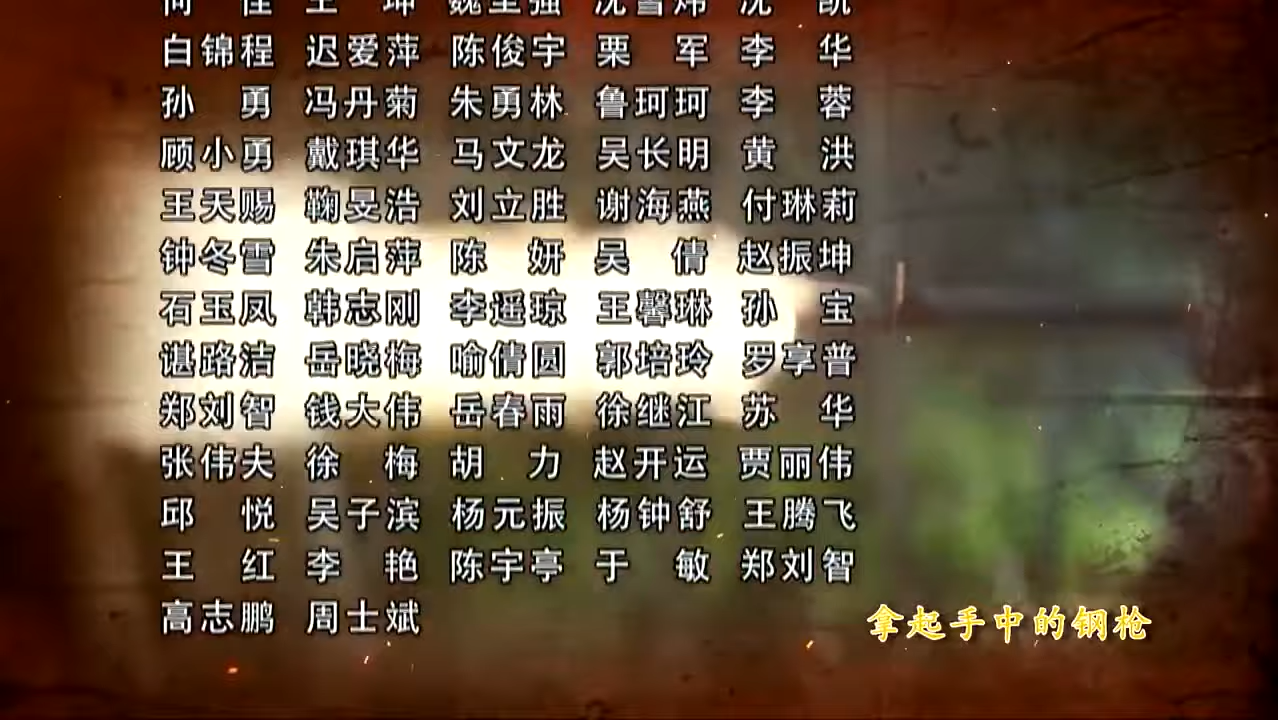 白锦程 迟爱萍 陈俊宇 栗 军 李 华
孙 勇 冯丹菊 朱勇林 鲁珂珂 李 蓉
顾小勇 戴琪华 马文龙 吴长明 黄 洪
王天赐 鞠旻浩 刘立胜 谢海燕 付琳莉
钟冬雪 朱启萍 陈 妍 吴 倩 赵振坤
石玉凤 韩志刚 李遥琼 王馨琳 孙 宝
谌路洁 岳晓梅 喻倩圆 郭培玲 罗享普
郑刘智 钱大伟 岳春雨 徐继江 苏 华
张伟夫 徐 梅 胡 力 赵开运 贾丽伟
邱 悦 吴子滨 杨元振 杨钟舒 王腾飞
王 红 李 艳 陈宇亭 于 敏 郑刘智
高志鹏 周士斌
拿起手中的钢枪